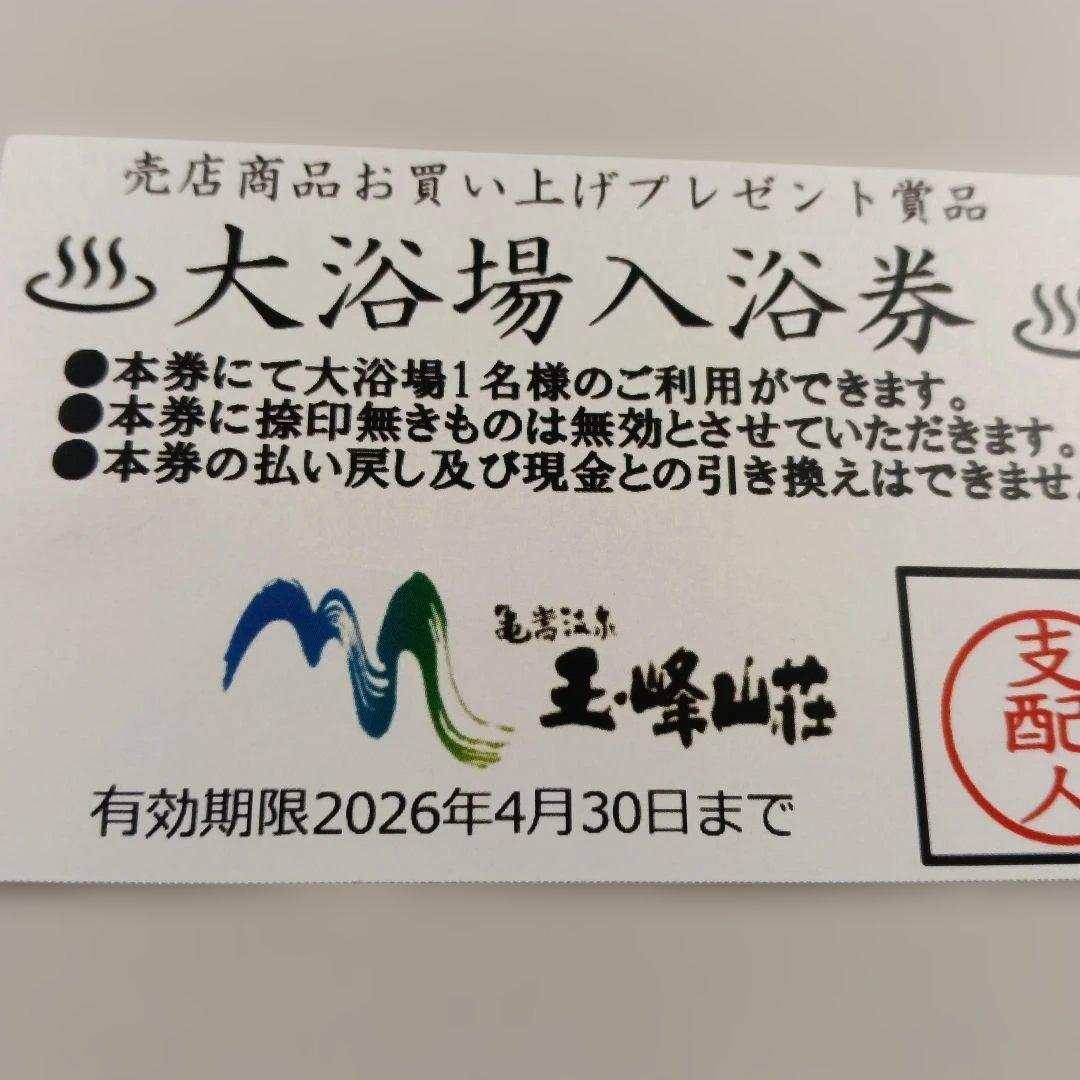 売店商品お買い上げプレゼント賞品
♨大浴場入浴券♨
●本券にて大浴場1名様のご利用ができます。
●本券に捺印無きものは無効とさせていただきます。
●本券の払い戻し及び現金との引き換えはできませ
亀嵩温泉
玉峰山荘
支配人
有効期限2026年4月30日まで